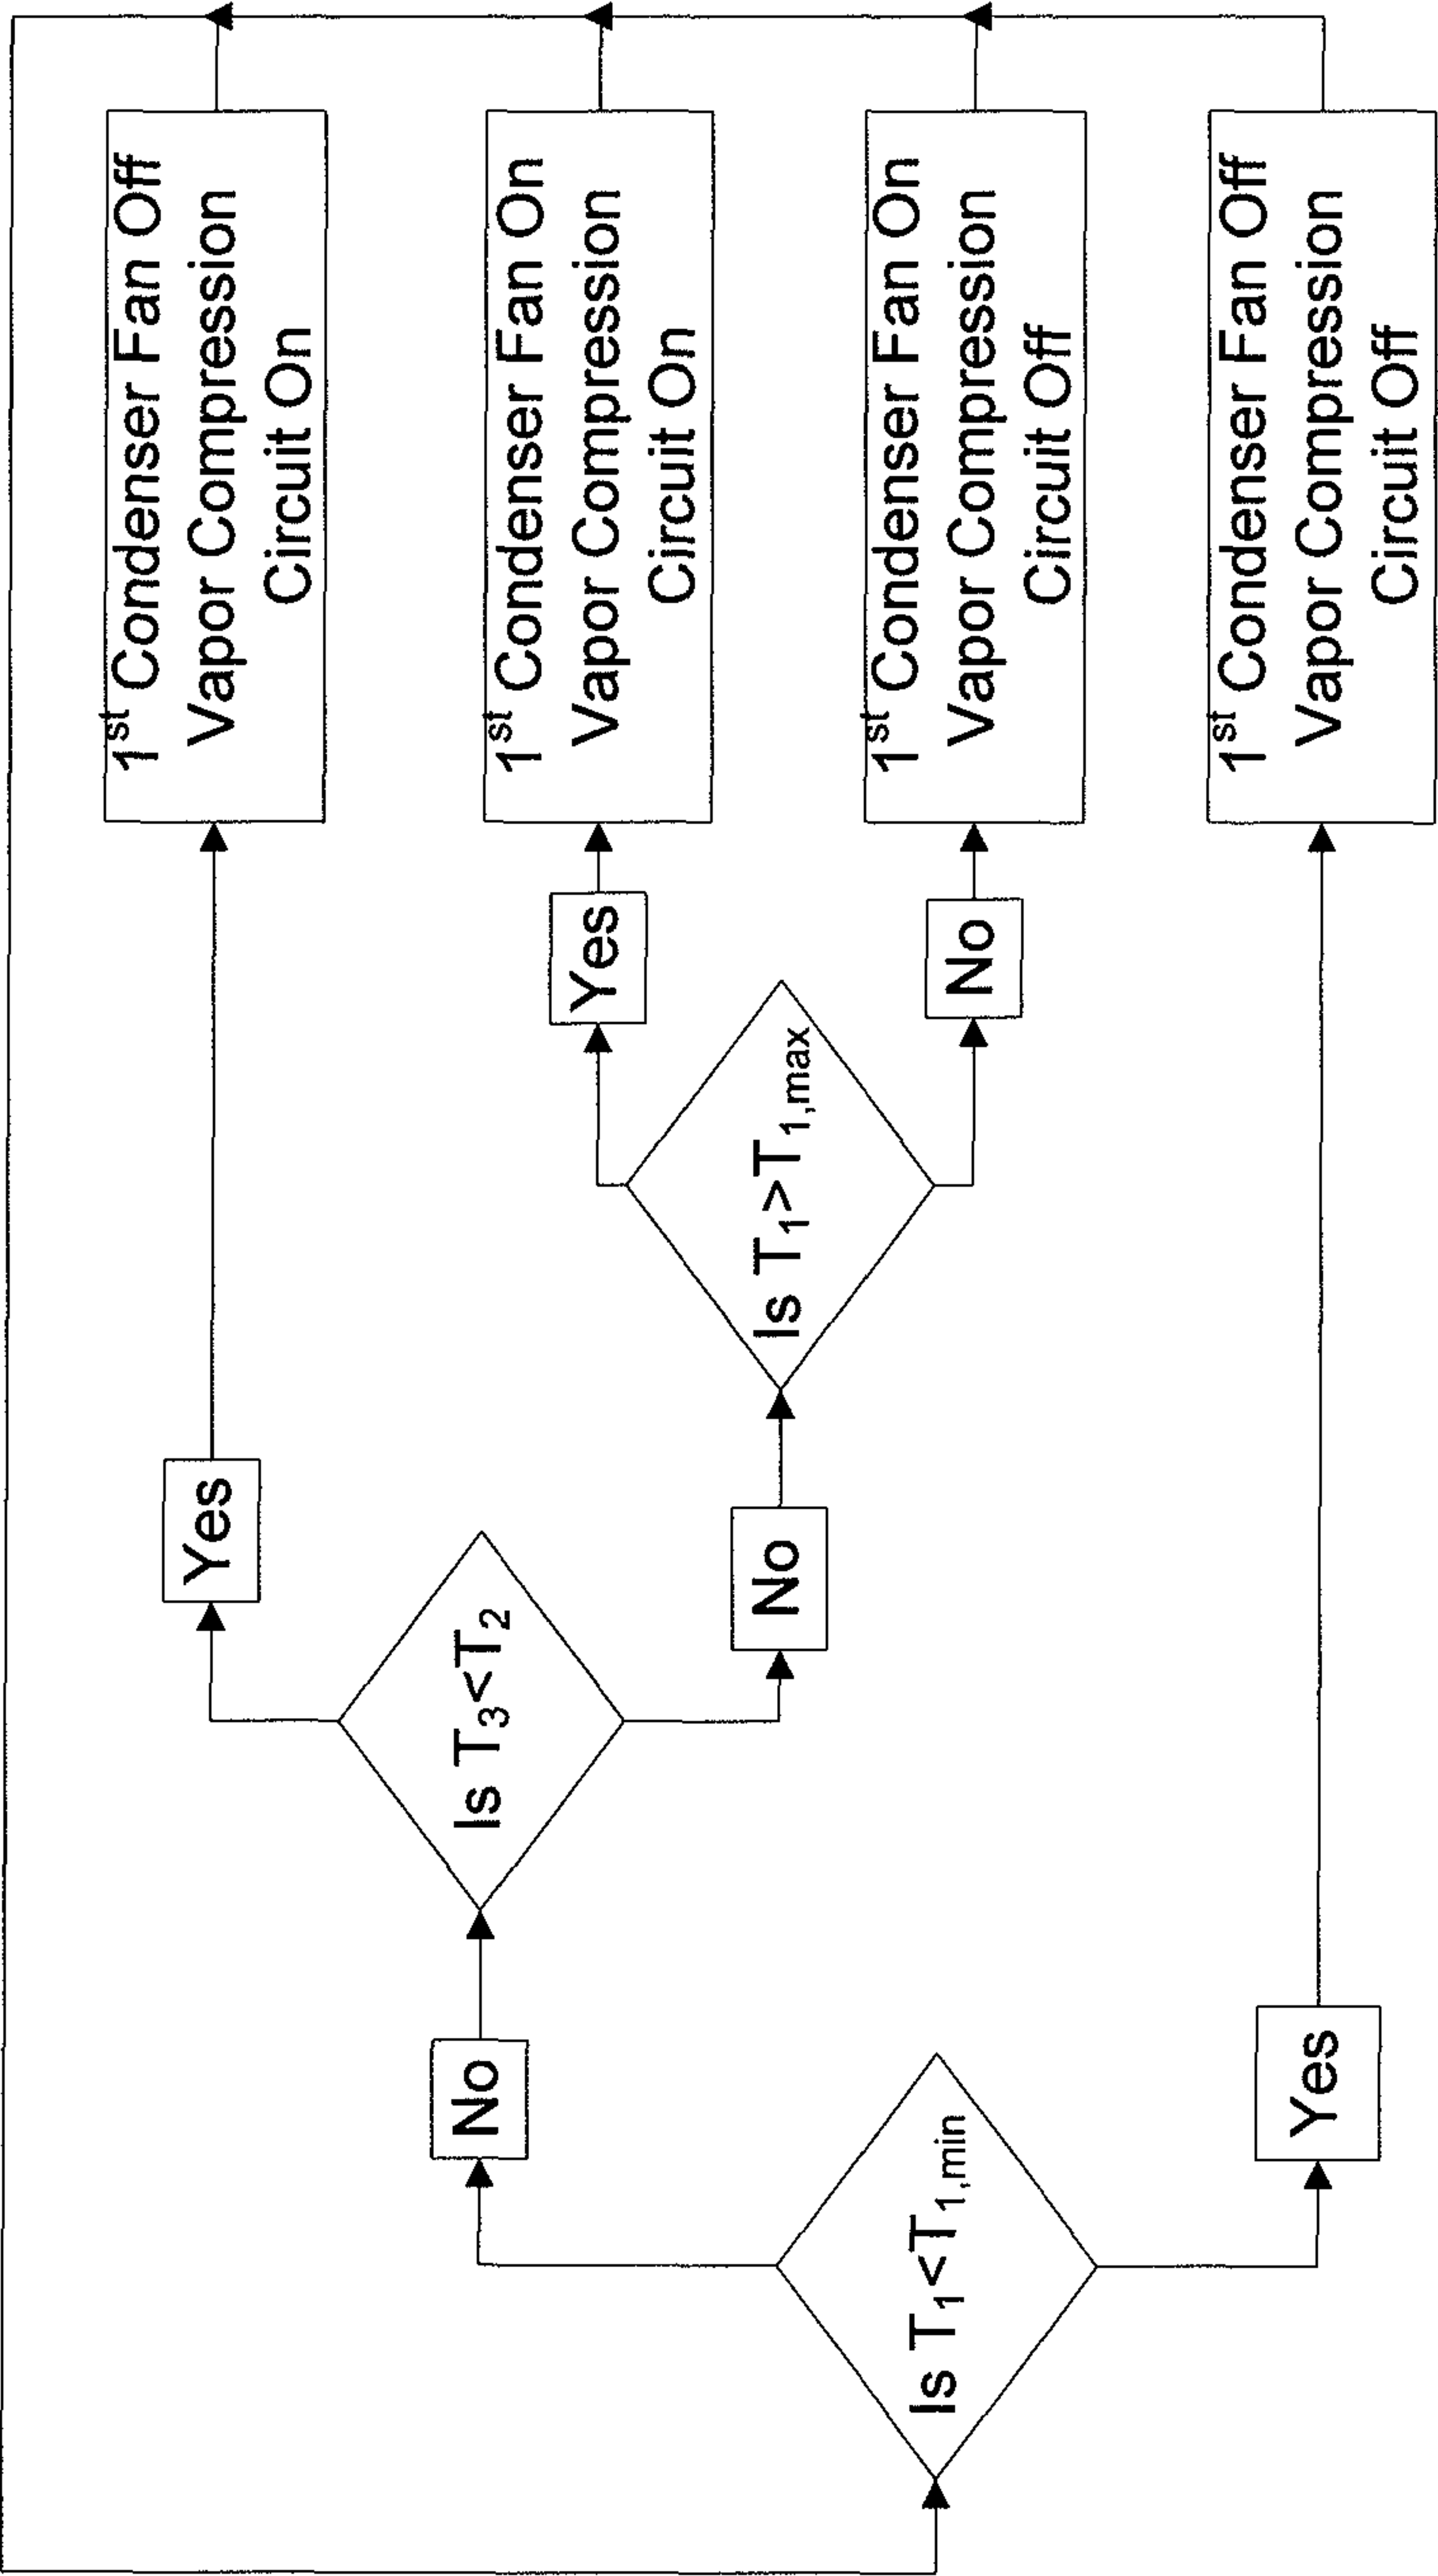 Is T1<T1,min
No
Yes
Is T3<T2
Yes
No
Is T1>T1,max
Yes
No
1st Condenser Fan Off
Vapor Compression
Circuit On
1st Condenser Fan On
Vapor Compression
Circuit On
1st Condenser Fan On
Vapor Compression
Circuit Off
1st Condenser Fan Off
Vapor Compression
Circuit Off